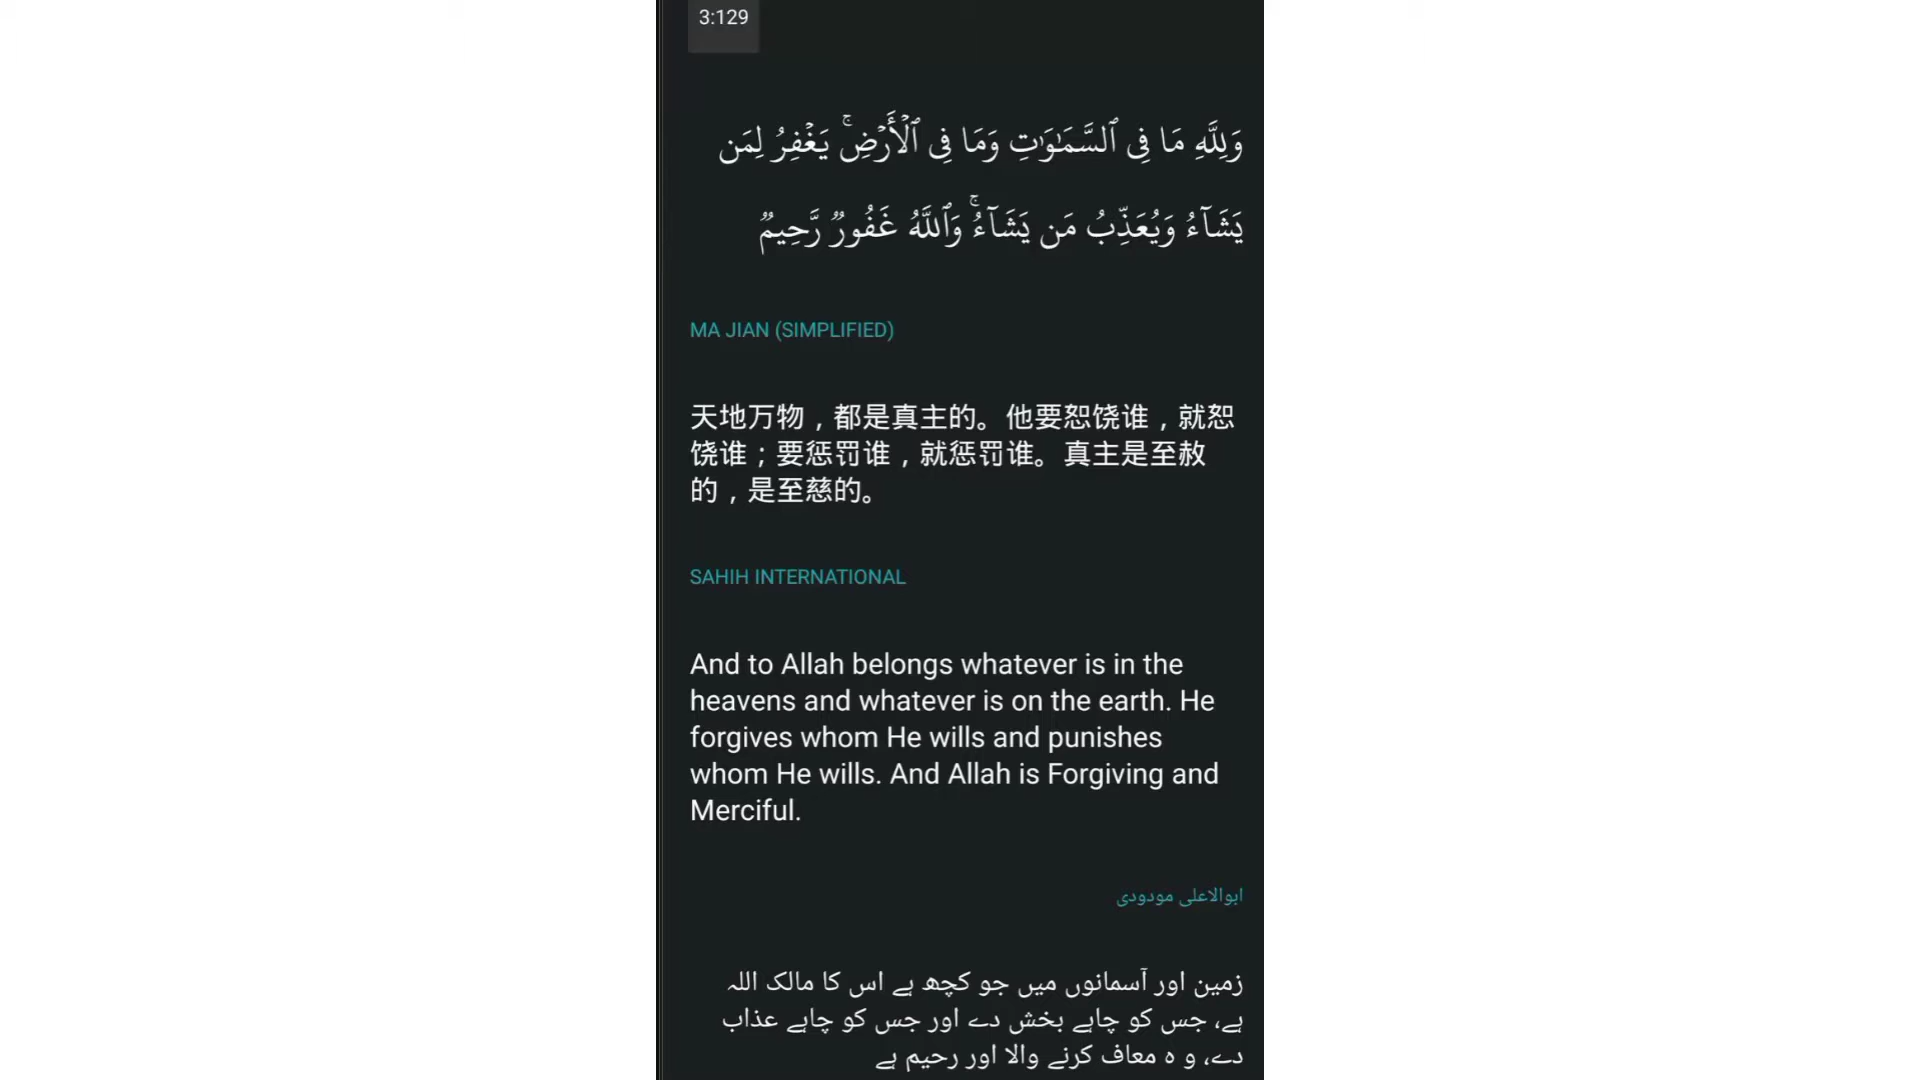 3:129
وَلِلَّهِ مَا فِى ٱلسَّمَـٰوَٰتِ وَمَا فِى ٱلْأَرْضِ ۚ يَغْفِرُ لِمَن
يَشَآءُ وَيُعَذِّبُ مَن يَشَآءُ ۚ وَٱللَّهُ غَفُورٌۭ رَّحِيمٌۭ
MA JIAN (SIMPLIFIED)
天地万物，都是真主的。他要恕饶谁，就恕
饶谁；要惩罚谁，就惩罚谁。真主是至赦
的，是至慈的。
SAHIH INTERNATIONAL
And to Allah belongs whatever is in the
heavens and whatever is on the earth. He
forgives whom He wills and punishes
whom He wills. And Allah is Forgiving and
Merciful.
ابوالاعلی مودودی
زمین اور آسمانوں میں جو کچھ ہے اس کا مالک اللہ
ہے، جس کو چاہے بخش دے اور جس کو چاہے عذاب
دے، و ہ معاف کرنے والا اور رحیم ہے